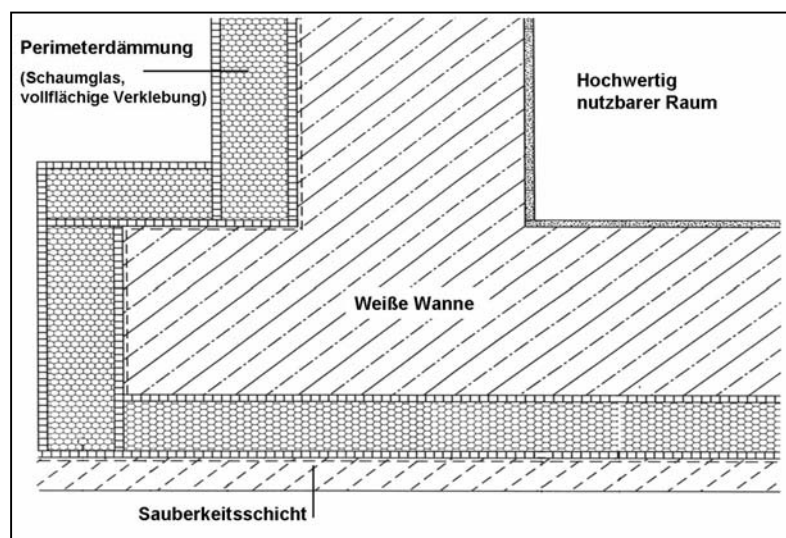 Perimeterdämmung
(Schaumglas,
vollflächige Verklebung)
Hochwertig
nutzbarer Raum
Weiße Wanne
Sauberkeitsschicht